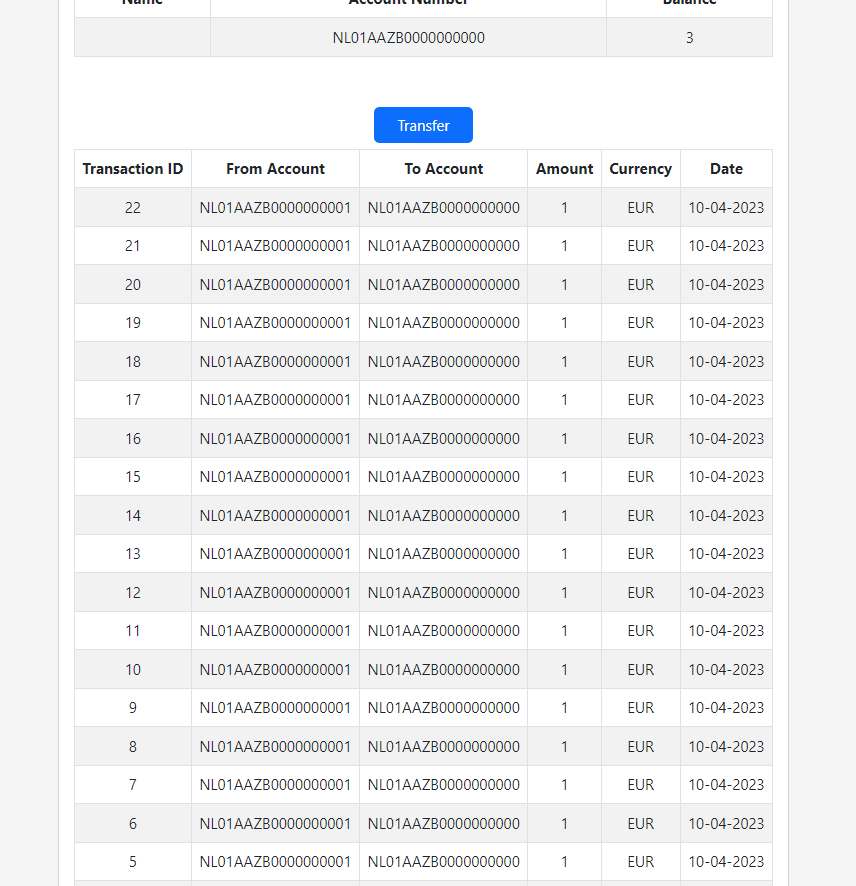 Name Account Number Balance
NL01AAZB0000000000 3
Transfer
Transaction ID From Account To Account Amount Currency Date
22 NL01AAZB0000000001 NL01AAZB0000000000 1 EUR 10-04-2023
21 NL01AAZB0000000001 NL01AAZB0000000000 1 EUR 10-04-2023
20 NL01AAZB0000000001 NL01AAZB0000000000 1 EUR 10-04-2023
19 NL01AAZB0000000001 NL01AAZB0000000000 1 EUR 10-04-2023
18 NL01AAZB0000000001 NL01AAZB0000000000 1 EUR 10-04-2023
17 NL01AAZB0000000001 NL01AAZB0000000000 1 EUR 10-04-2023
16 NL01AAZB0000000001 NL01AAZB0000000000 1 EUR 10-04-2023
15 NL01AAZB0000000001 NL01AAZB0000000000 1 EUR 10-04-2023
14 NL01AAZB0000000001 NL01AAZB0000000000 1 EUR 10-04-2023
13 NL01AAZB0000000001 NL01AAZB0000000000 1 EUR 10-04-2023
12 NL01AAZB0000000001 NL01AAZB0000000000 1 EUR 10-04-2023
11 NL01AAZB0000000001 NL01AAZB0000000000 1 EUR 10-04-2023
10 NL01AAZB0000000001 NL01AAZB0000000000 1 EUR 10-04-2023
9 NL01AAZB0000000001 NL01AAZB0000000000 1 EUR 10-04-2023
8 NL01AAZB0000000001 NL01AAZB0000000000 1 EUR 10-04-2023
7 NL01AAZB0000000001 NL01AAZB0000000000 1 EUR 10-04-2023
6 NL01AAZB0000000001 NL01AAZB0000000000 1 EUR 10-04-2023
5 NL01AAZB0000000001 NL01AAZB0000000000 1 EUR 10-04-2023